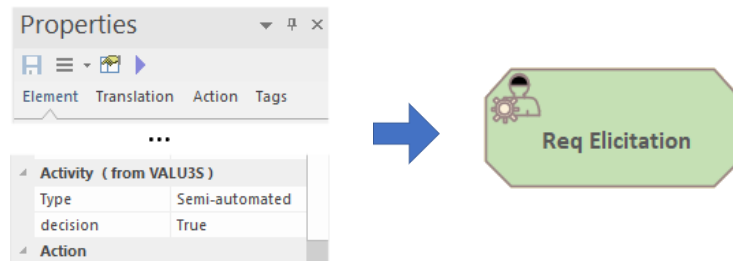 Properties
Element Translation Action Tags
...
Activity ( from VALU3S )
Type Semi-automated
decision True
Action
Req Elicitation